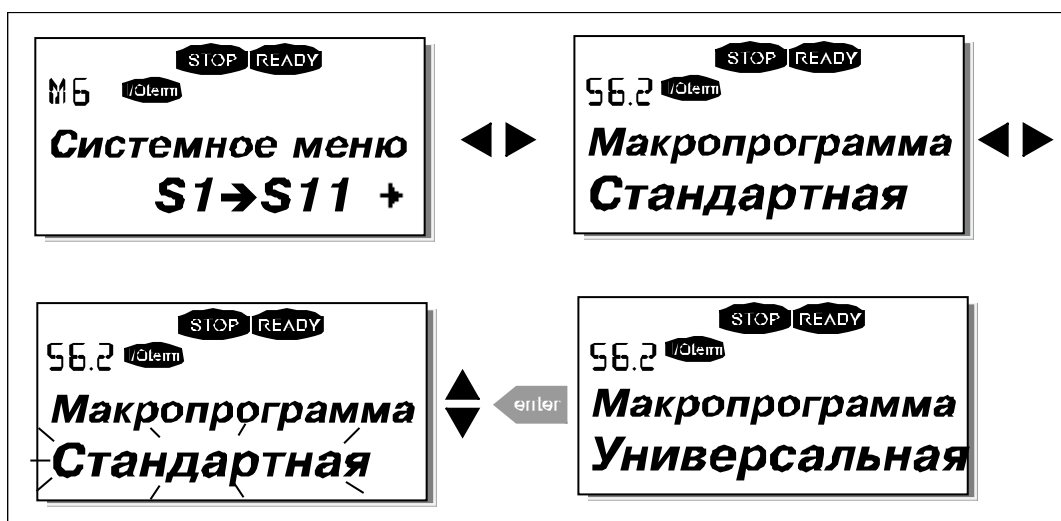 STOP READY
M6 I/Oterm
Системное меню
S1➔S11 →
STOP READY
S6.2 I/Oterm
Макропрограмма
Стандартная
STOP READY
S6.2 I/Oterm
Макропрограмма
Стандартная
enter
STOP READY
S6.2 I/Oterm
Макропрограмма
Универсальная